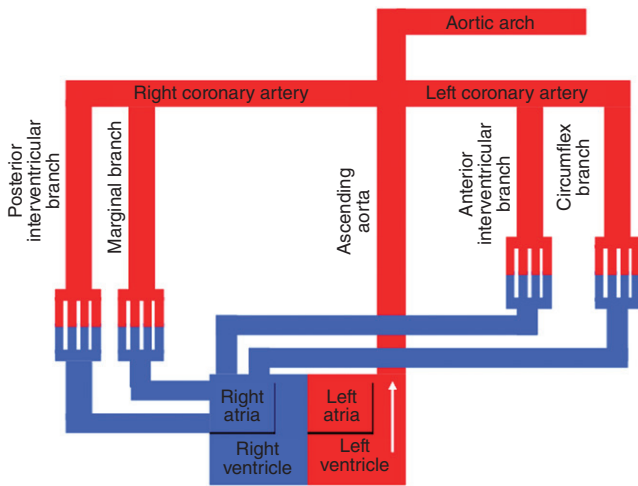 Aortic arch
Right coronary artery
Left coronary artery
Posterior
interventricular
branch
Marginal branch
Ascending
aorta
Anterior
interventricular
branch
Circumflex
branch
Right
atria
Left
atria
Right
ventricle
Left
ventricle